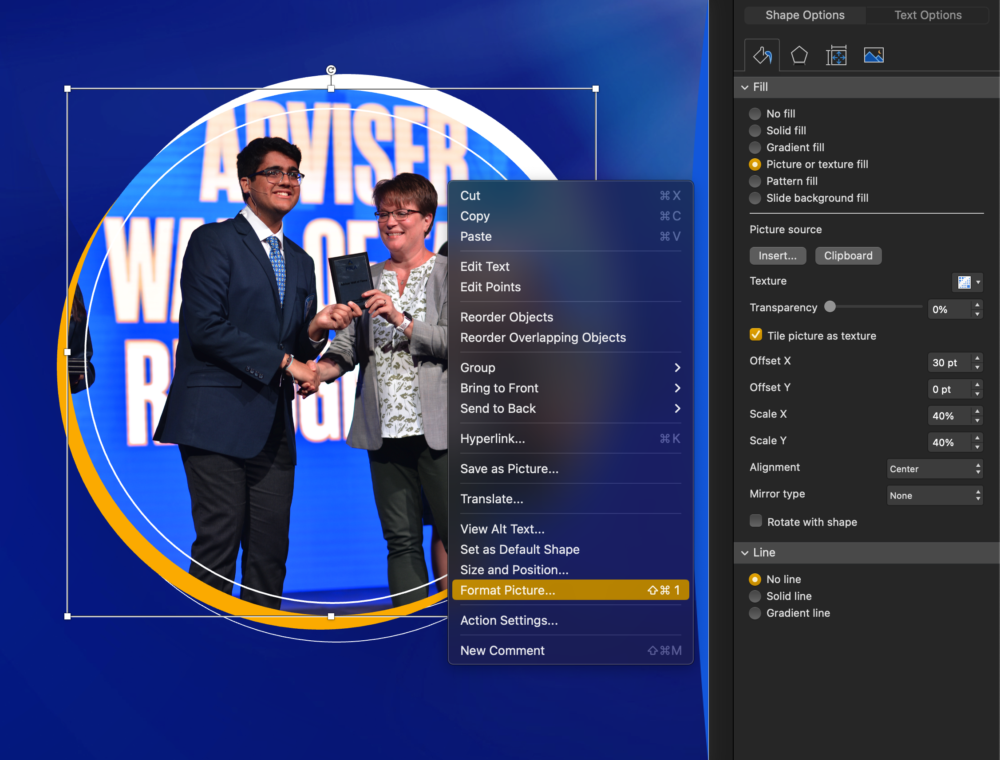 Shape Options
Text Options
Fill
No fill
Solid fill
Gradient fill
Picture or texture fill
Pattern fill
Slide background fill
Picture source
Insert...
Clipboard
Texture
Transparency
0%
Tile picture as texture
Offset X
30 pt
Offset Y
0 pt
Scale X
40%
Scale Y
40%
Alignment
Center
Mirror type
None
Rotate with shape
Line
No line
Solid line
Gradient line
ADVISER
FBLA
Adviser Wall of Fame
Cut ⌘X
Copy ⌘C
Paste ⌘V
Edit Text
Edit Points
Reorder Objects
Reorder Overlapping Objects
Group
Bring to Front
Send to Back
Hyperlink... ⌘K
Save as Picture...
Translate...
View Alt Text...
Set as Default Shape
Size and Position...
Format Picture... ⇧⌘1
Action Settings...
New Comment ⇧⌘M